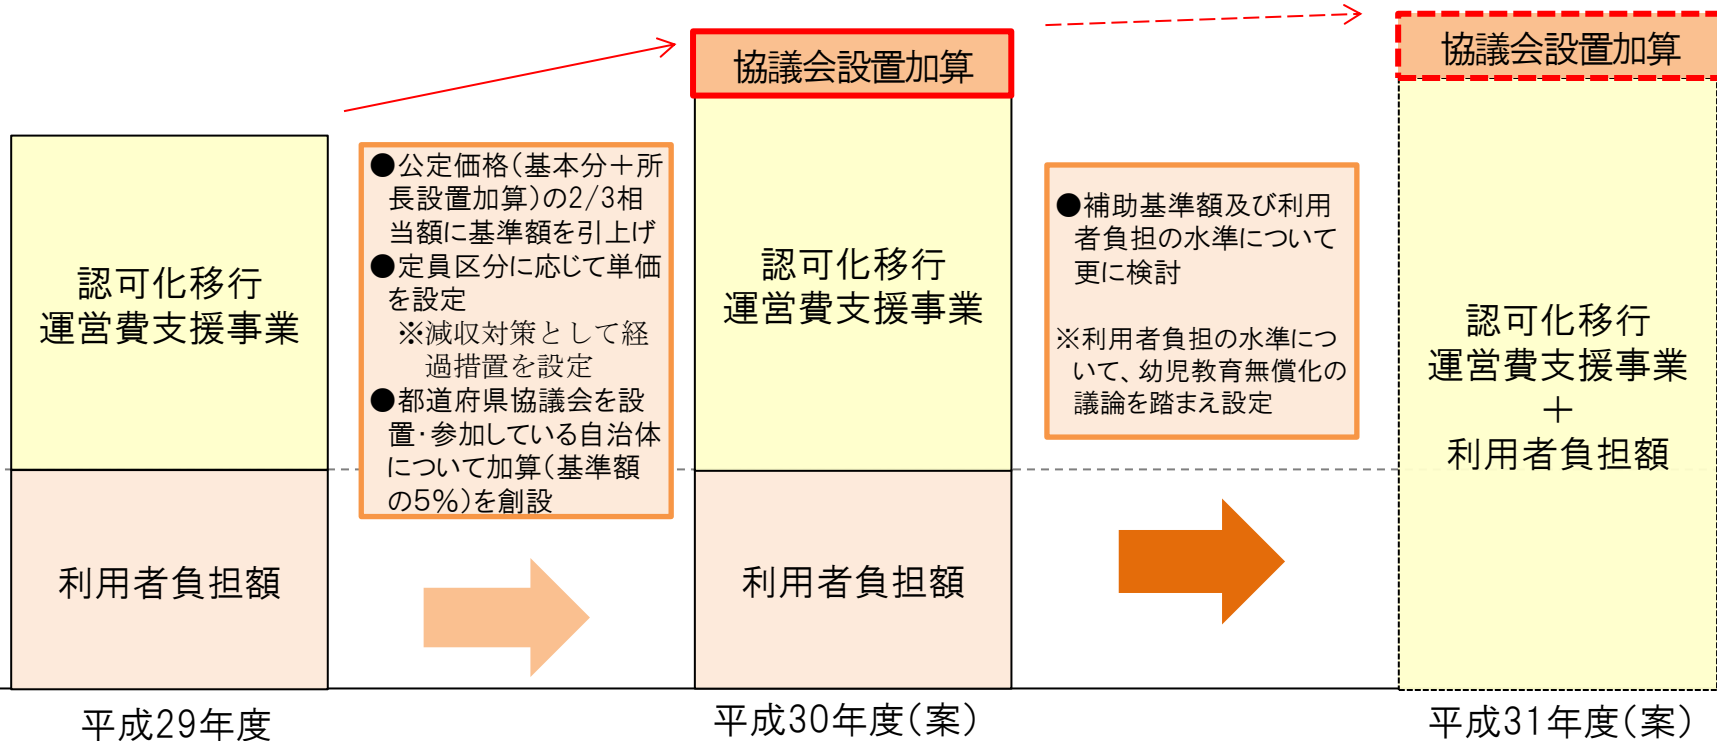 認可化移行
運営費支援事業
利用者負担額
平成29年度
●公定価格(基本分+所
長設置加算)の2/3相
当額に基準額を引上げ
●定員区分に応じて単価
を設定
※減収対策として経
過措置を設定
●都道府県協議会を設
置・参加している自治体
について加算(基準額
の5%)を創設
協議会設置加算
認可化移行
運営費支援事業
利用者負担額
平成30年度(案)
●補助基準額及び利用
者負担の水準について
更に検討
※利用者負担の水準につ
いて、幼児教育無償化の
議論を踏まえ設定
協議会設置加算
認可化移行
運営費支援事業
+
利用者負担額
平成31年度(案)